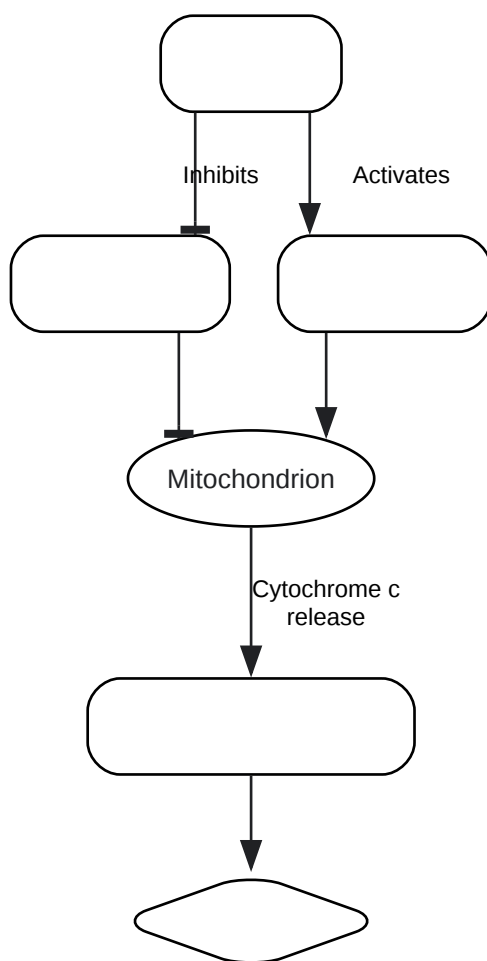 Inhibits
Activates
Mitochondrion
Cytochrome c
release